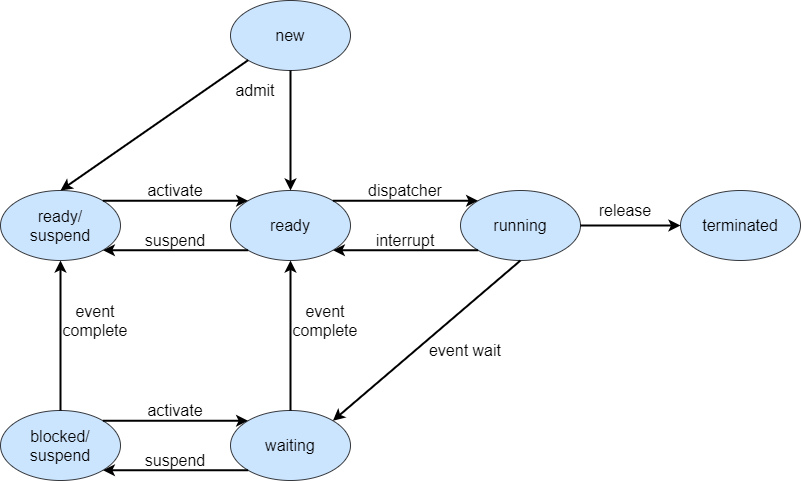 new
admit
activate
dispatcher
release
ready/
suspend
ready
running
terminated
suspend
interrupt
event
complete
event
complete
event wait
activate
blocked/
suspend
waiting
suspend